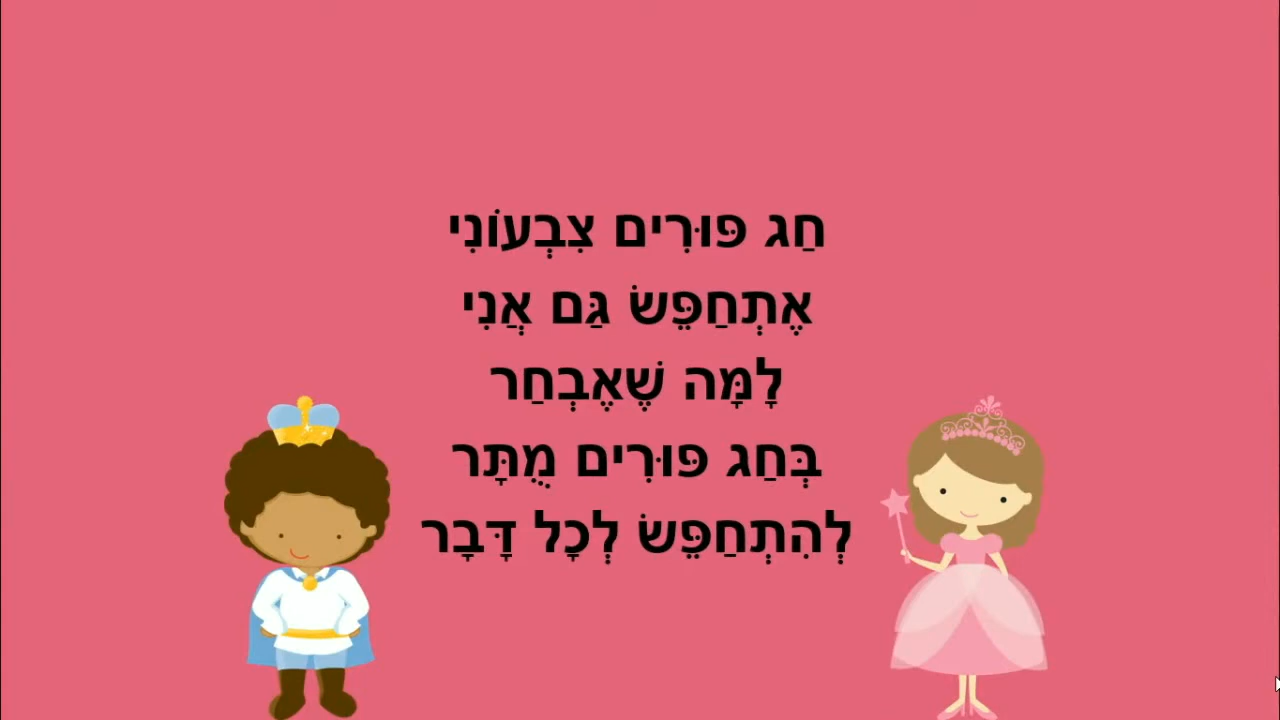 חַג פּוּרִים צִבְעוֹנִי
אֶתְחַפֵּשׂ גַּם אֲנִי
לָמָּה שֶׁאֶבְחַר
בְּחַג פּוּרִים מֻתָּר
לְהִתְחַפֵּשׂ לְכָל דָּבָר